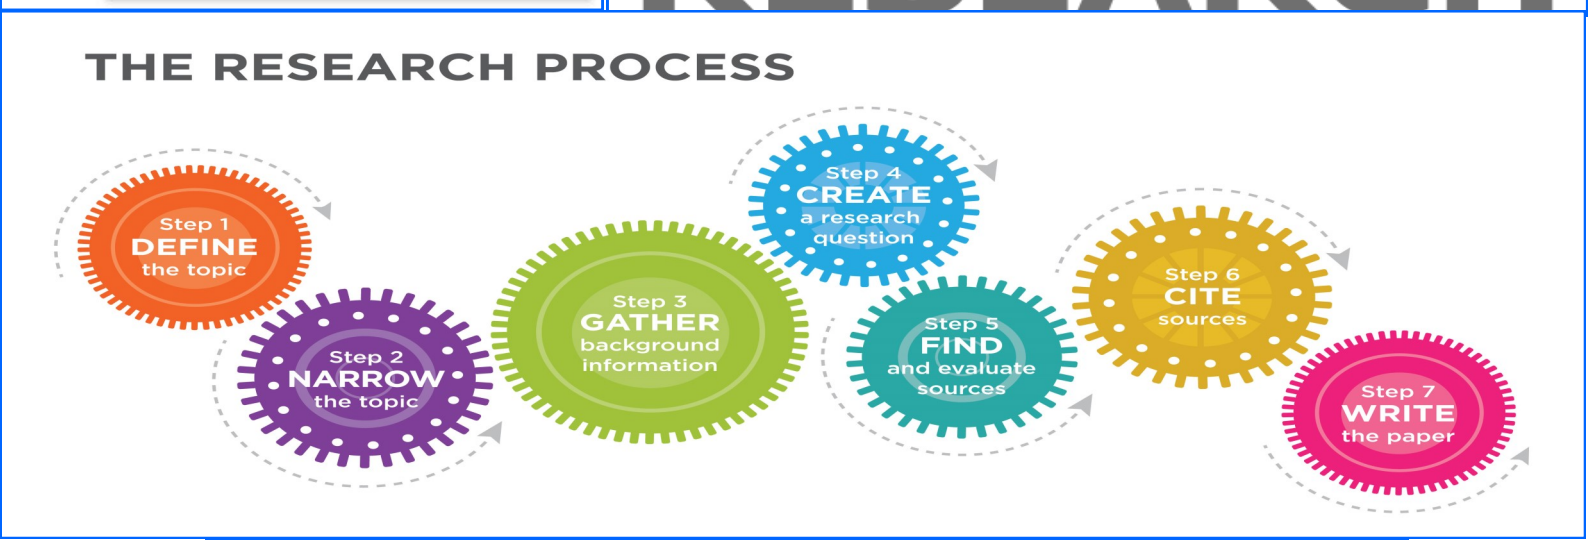 THE RESEARCH PROCESS
Step 1
DEFINE
the topic
Step 2
NARROW
the topic
Step 3
GATHER
background
information
Step 4
CREATE
a research
question
Step 5
FIND
and evaluate
sources
Step 6
CITE
sources
Step 7
WRITE
the paper